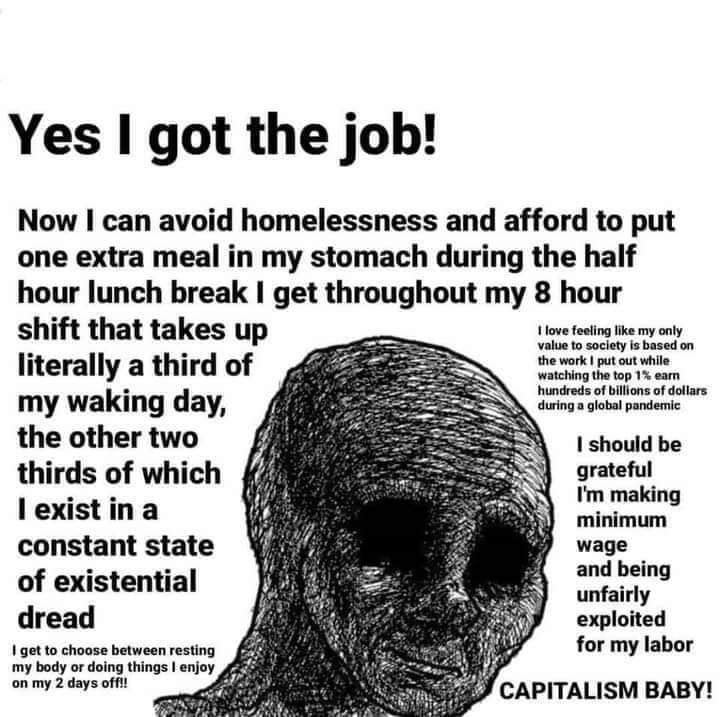 Yes I got the job!
Now I can avoid homelessness and afford to put
one extra meal in my stomach during the half
hour lunch break I get throughout my 8 hour
shift that takes up
literally a third of
my waking day,
the other two
thirds of which
I exist in a
constant state
of existential
dread
I get to choose between resting
my body or doing things I enjoy
on my 2 days off!!
I love feeling like my only
value to society is based on
the work I put out while
watching the top 1% earn
hundreds of billions of dollars
during a global pandemic
I should be
grateful
I'm making
minimum
wage
and being
unfairly
exploited
for my labor
CAPITALISM BABY!